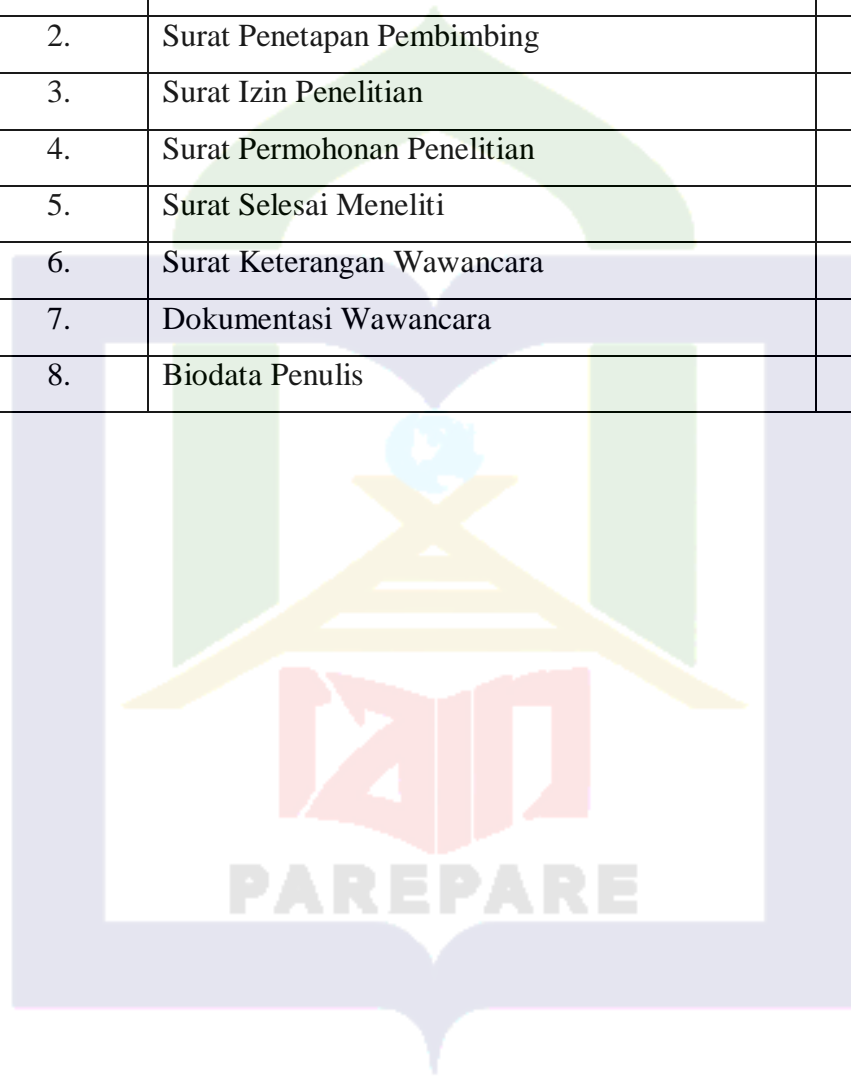 2. Surat Penetapan Pembimbing
3. Surat Izin Penelitian
4. Surat Permohonan Penelitian
5. Surat Selesai Meneliti
6. Surat Keterangan Wawancara
7. Dokumentasi Wawancara
8. Biodata Penulis
iain
PAREPARE